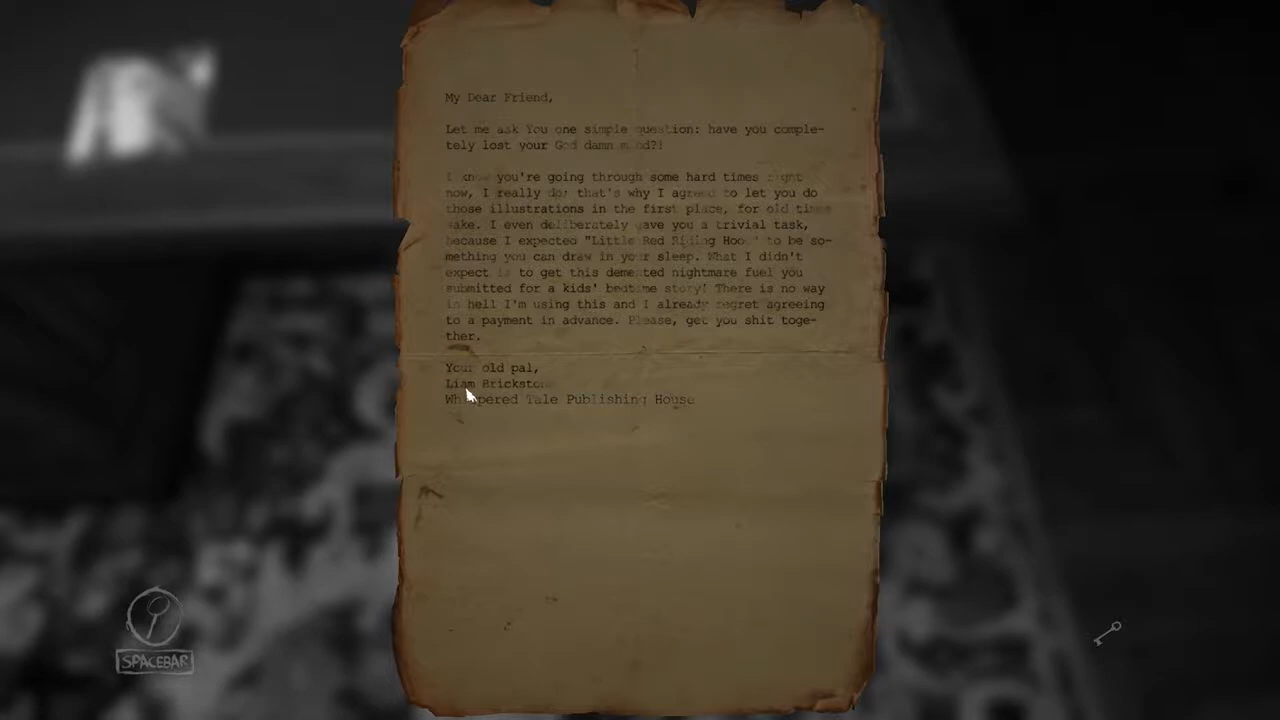 My Dear Friend,
Let me ask You one simple question: have you comple-
tely lost your God damn mind?!
I know you're going through some hard times right
now, I really do; that's why I agreed to let you do
those illustrations in the first place, for old times
sake. I even deliberately gave you a trivial task,
because I expected "Little Red Riding Hood" to be so-
mething you can draw in your sleep. What I didn't
expect is to get this demented nightmare fuel you
submitted for a kids' bedtime story! There is no way
in hell I'm using this and I already regret agreeing
to a payment in advance. Please, get you shit toge-
ther.
Your old pal,
Liam Brickstone
Whispered Tale Publishing House
SPACEBAR